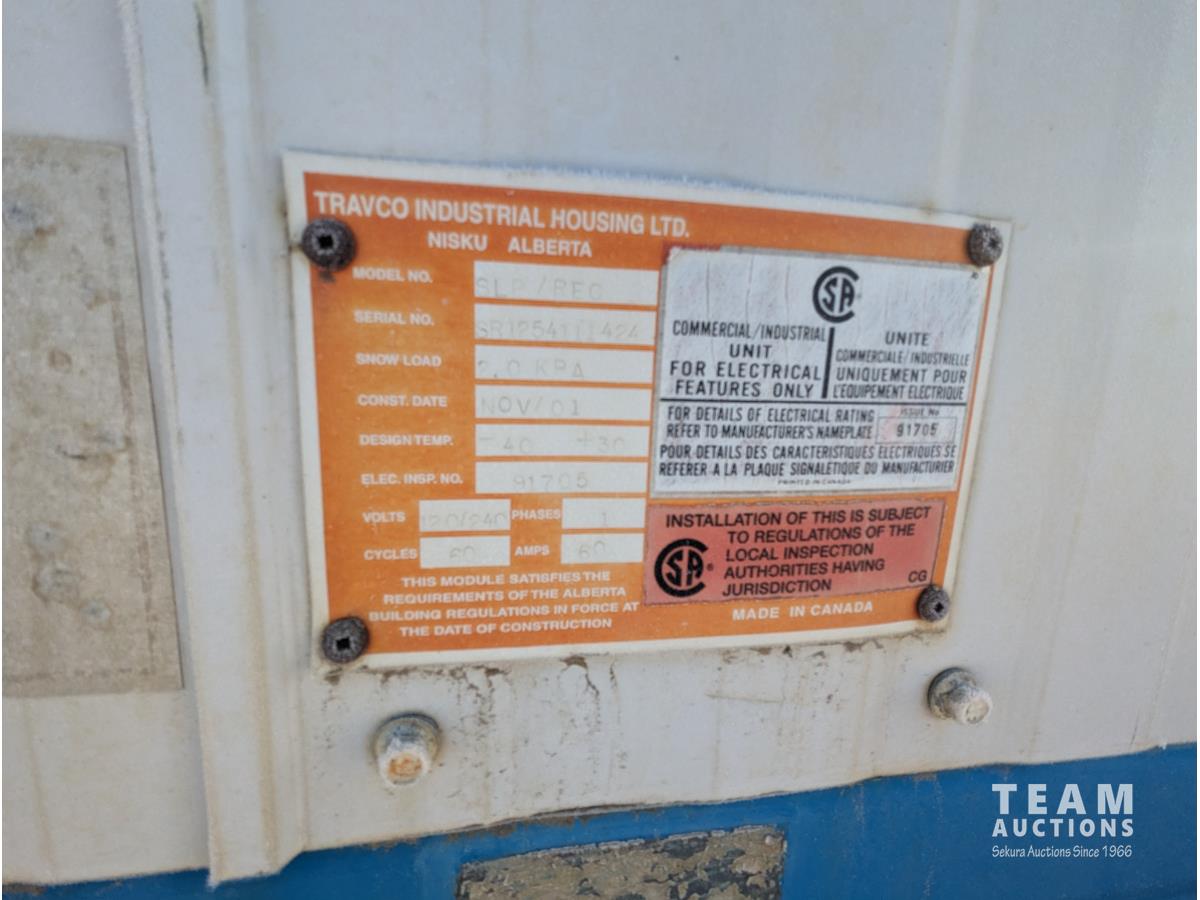 TRAVCO INDUSTRIAL HOUSING LTD.
NISKU ALBERTA
MODEL NO. SLP/REC
SERIAL NO.
SNOW LOAD 2.0 KPA
CONST. DATE NOV/01
DESIGN TEMP. -40 +30
ELEC. INSP. NO. 91705
VOLTS 120/240 PHASES 1
CYCLES 60 AMPS 60
THIS MODULE SATISFIES THE
REQUIREMENTS OF THE ALBERTA
BUILDING REGULATIONS IN FORCE AT
THE DATE OF CONSTRUCTION
SA
COMMERCIAL/INDUSTRIAL
UNIT
FOR ELECTRICAL
FEATURES ONLY
UNITE
COMMERCIALE/INDUSTRIELLE
UNIQUEMENT POUR
L'EQUIPEMENT ELECTRIQUE
FOR DETAILS OF ELECTRICAL RATING
REFER TO MANUFACTURER'S NAMEPLATE
ISSUE No
91705
POUR DETAILS DES CARACTERISTIQUES ELECTRIQUES SE
REFERER A LA PLAQUE SIGNALETIQUE DU MANUFACTURIER
PRINTED IN CANADA
INSTALLATION OF THIS IS SUBJECT
TO REGULATIONS OF THE
LOCAL INSPECTION
AUTHORITIES HAVING
JURISDICTION
SA®
CG
MADE IN CANADA
TEAM
AUCTIONS
Sekura Auctions Since 1966